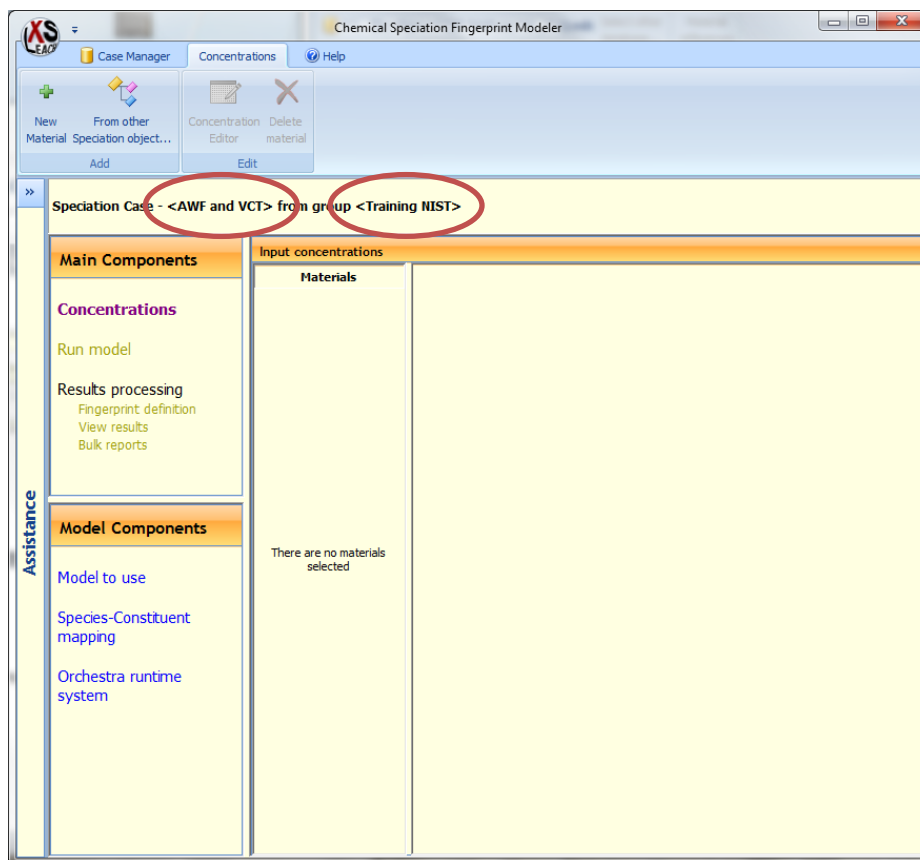 Chemical Speciation Fingerprint Modeler
XS
LEACH
Case Manager
Concentrations
Help
New
Material
From other
Speciation object...
Concentration
Editor
Delete
material
Add
Edit
»
Speciation Case - <AWF and VCT> from group <Training NIST>
Assistance
Main Components
Concentrations
Run model
Results processing
Fingerprint definition
View results
Bulk reports
Model Components
Model to use
Species-Constituent
mapping
Orchestra runtime
system
Input concentrations
Materials
There are no materials
selected